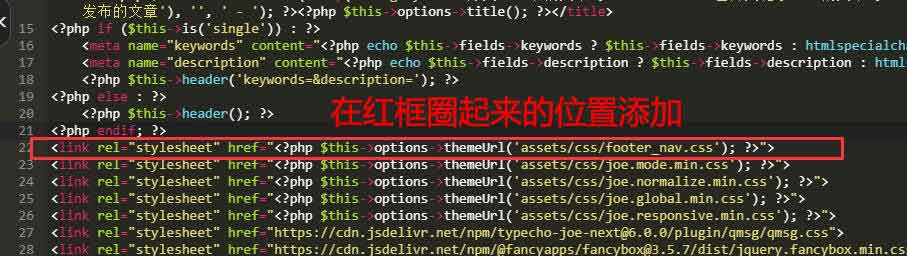 发布的文章'), '', ' - '); ?><?php $this->options->title(); ?></title>
15 <?php if ($this->is('single')) : ?>
16 <meta name="keywords" content="<?php echo $this->fields->keywords ? $this->fields->keywords : htmlspecialcha
17 <meta name="description" content="<?php echo $this->fields->description ? $this->fields->description : htmls
18 <?php $this->header('keywords=&description='); ?>
19 <?php else : ?>
20 <?php $this->header(); ?>
在红框圈起来的位置添加
21 <?php endif; ?>
22 <link rel="stylesheet" href="<?php $this->options->themeUrl('assets/css/footer_nav.css'); ?>">
23 <link rel="stylesheet" href="<?php $this->options->themeUrl('assets/css/joe.mode.min.css'); ?>">
24 <link rel="stylesheet" href="<?php $this->options->themeUrl('assets/css/joe.normalize.min.css'); ?>">
25 <link rel="stylesheet" href="<?php $this->options->themeUrl('assets/css/joe.global.min.css'); ?>">
26 <link rel="stylesheet" href="<?php $this->options->themeUrl('assets/css/joe.responsive.min.css'); ?>">
27 <link rel="stylesheet" href="https://cdn.jsdelivr.net/npm/typecho-joe-next@6.0.0/plugin/qmsg/qmsg.css">
28 <link rel="stylesheet" href="https://cdn.jsdelivr.net/npm/@fancyapps/fancybox@3.5.7/dist/jquery.fancybox.min.cs